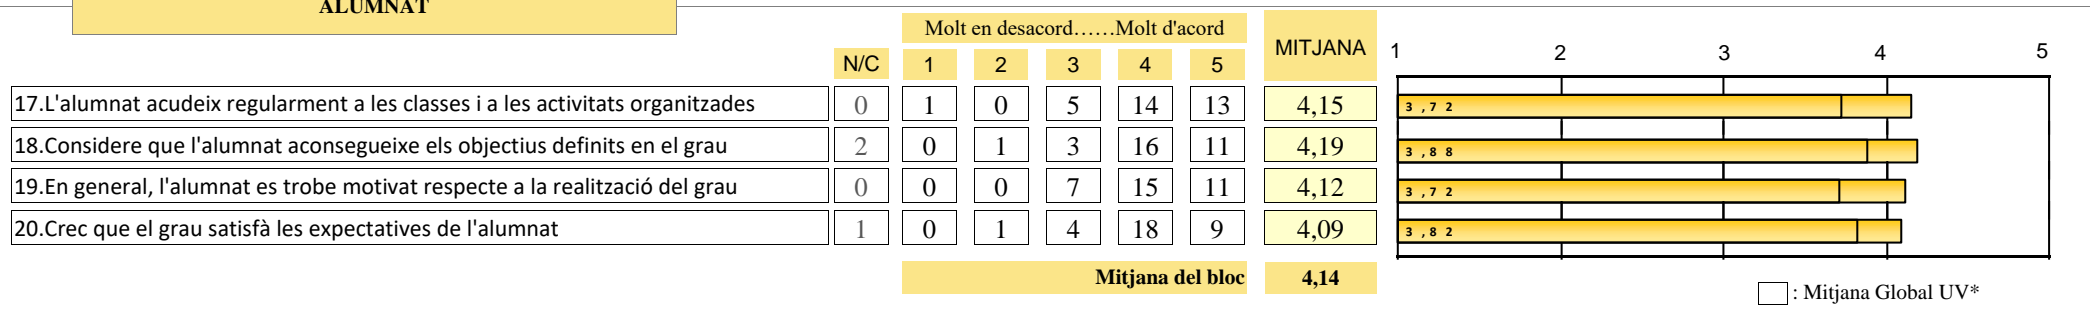 ALUMNAT
Molt en desacord……Molt d'acord
MITJANA
1 2 3 4 5
N/C 1 2 3 4 5
17.L'alumnat acudeix regularment a les classes i a les activitats organitzades 0 1 0 5 14 13 4,15 3,72
18.Considere que l'alumnat aconsegueixe els objectius definits en el grau 2 0 1 3 16 11 4,19 3,88
19.En general, l'alumnat es trobe motivat respecte a la realització del grau 0 0 0 7 15 11 4,12 3,72
20.Crec que el grau satisfà les expectatives de l'alumnat 1 0 1 4 18 9 4,09 3,82
Mitjana del bloc 4,14
: Mitjana Global UV*